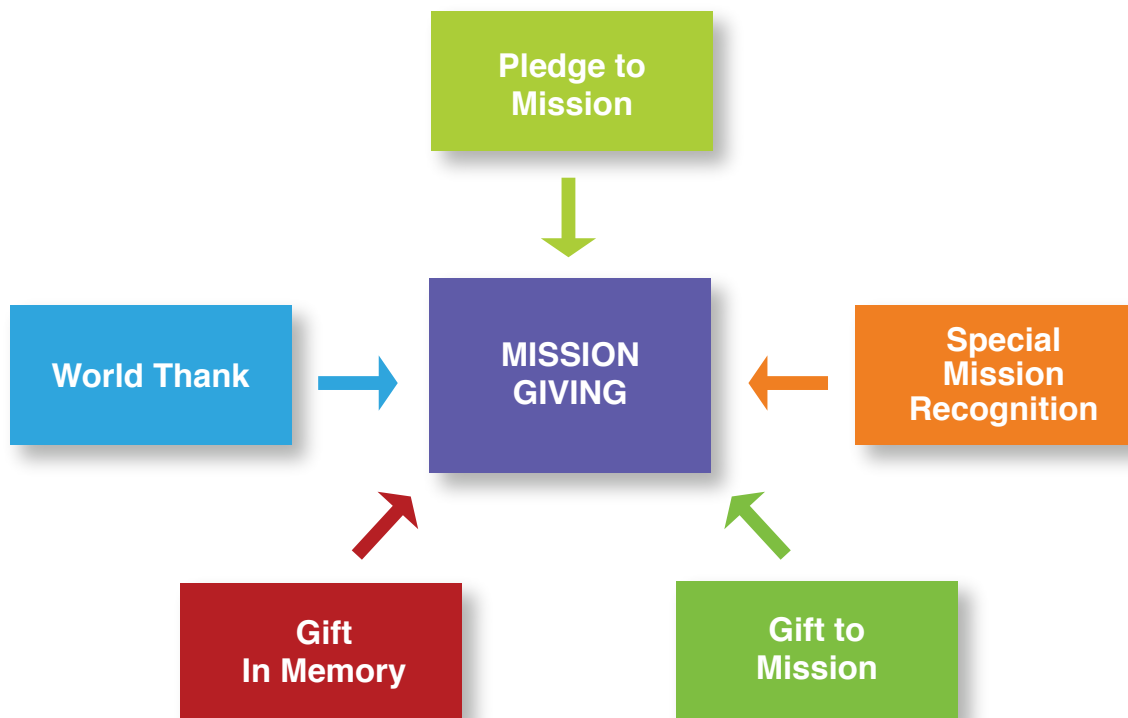 Pledge to
Mission
World Thank
MISSION
GIVING
Special
Mission
Recognition
Gift
In Memory
Gift to
Mission